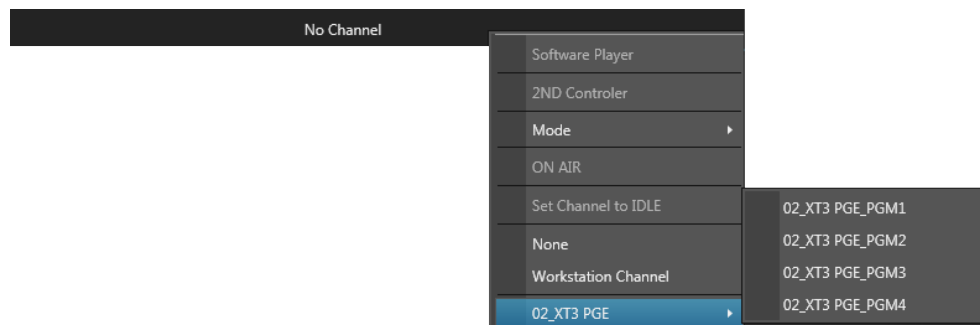 No Channel
Software Player
2ND Controler
Mode
ON AIR
Set Channel to IDLE
None
Workstation Channel
02_XT3 PGE
02_XT3 PGE_PGM1
02_XT3 PGE_PGM2
02_XT3 PGE_PGM3
02_XT3 PGE_PGM4